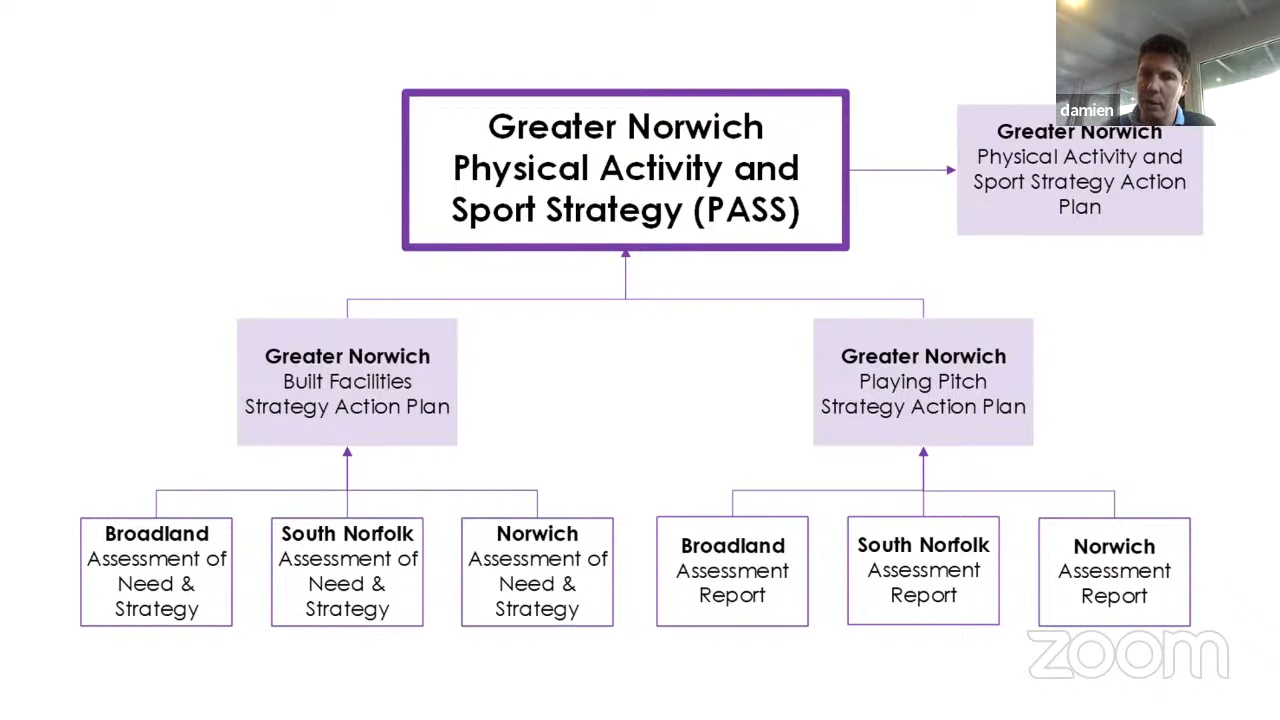 damien
Greater Norwich
Physical Activity and
Sport Strategy (PASS)
Greater Norwich
Physical Activity and
Sport Strategy Action
Plan
Greater Norwich
Built Facilities
Strategy Action Plan
Greater Norwich
Playing Pitch
Strategy Action Plan
Broadland
Assessment of
Need &
Strategy
South Norfolk
Assessment of
Need &
Strategy
Norwich
Assessment of
Need &
Strategy
Broadland
Assessment
Report
South Norfolk
Assessment
Report
Norwich
Assessment
Report
zoom